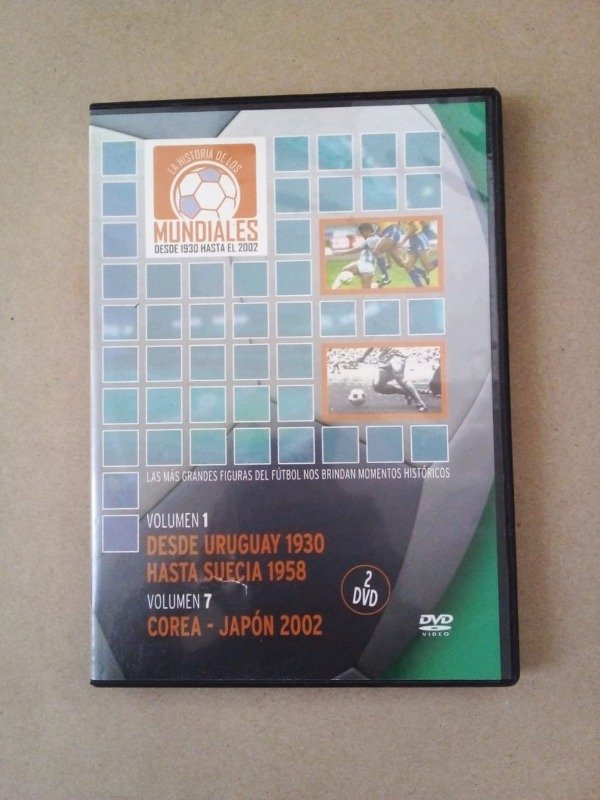 LA HISTORIA DE LOS
MUNDIALES
DESDE 1930 HASTA EL 2002
LAS MÁS GRANDES FIGURAS DEL FÚTBOL NOS BRINDAN MOMENTOS HISTÓRICOS
VOLUMEN 1
DESDE URUGUAY 1930
HASTA SUECIA 1958
VOLUMEN 7
COREA - JAPÓN 2002
2
DVD
DVD
VIDEO